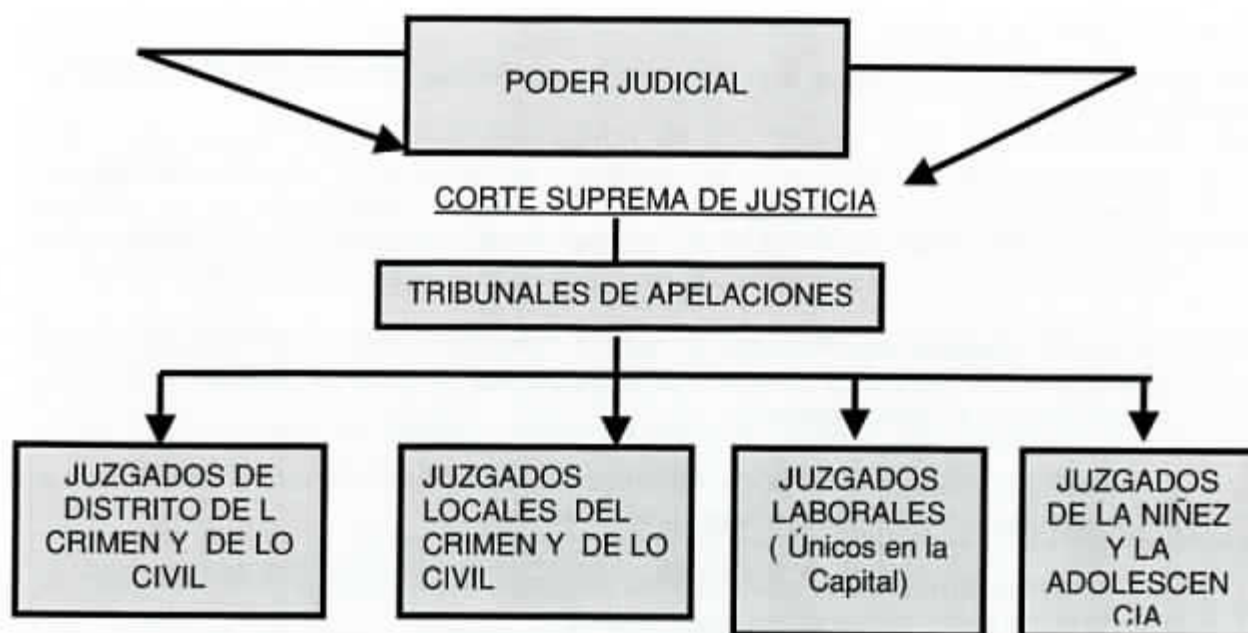 PODER JUDICIAL
CORTE SUPREMA DE JUSTICIA
TRIBUNALES DE APELACIONES
JUZGADOS DE
DISTRITO DE L
CRIMEN Y DE LO
CIVIL
JUZGADOS
LOCALES DEL
CRIMEN Y DE LO
CIVIL
JUZGADOS
LABORALES
( Únicos en la
Capital)
JUZGADOS
DE LA NIÑEZ
Y LA
ADOLESCEN
CIA